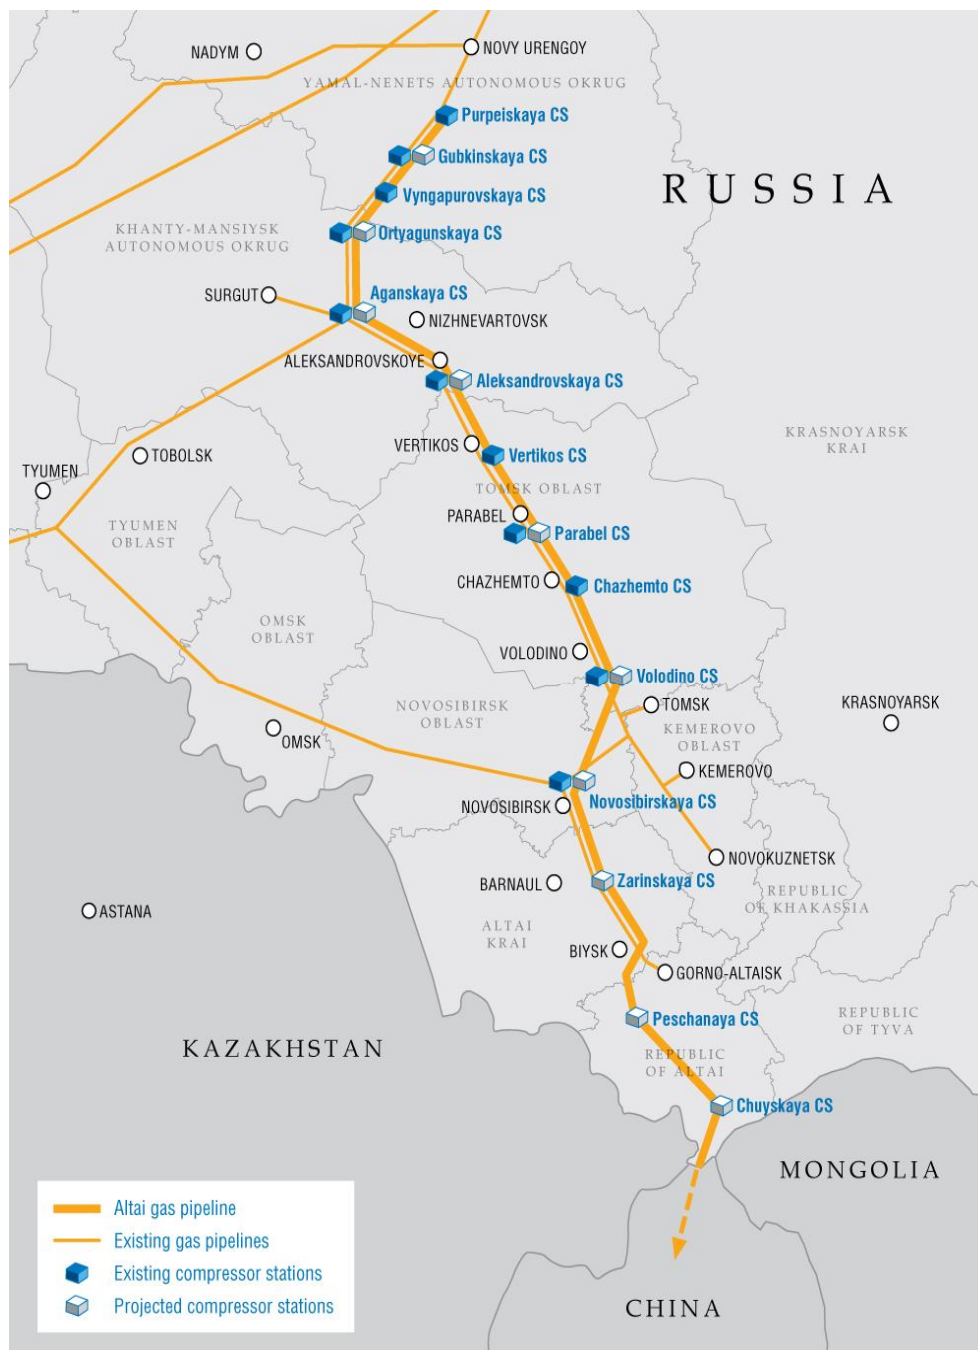 NADYM
NOVY URENGOY
YAMAL-NENETS AUTONOMOUS OKRUG
Purpeiskaya CS
Gubkinskaya CS
RUSSIA
Vyngapurovskaya CS
KHANTY-MANSIYSK
AUTONOMOUS OKRUG
Ortyagunskaya CS
SURGUT
Aganskaya CS
NIZHNEVARTOVSK
ALEKSANDROVSKOYE
Aleksandrovskaya CS
KRASNOYARSK
KRAI
VERTIKOS
Vertikos CS
TOBOLSK
TYUMEN
TOMSK OBLAST
PARABEL
Parabel CS
TYUMEN
OBLAST
CHAZHEMTO
Chazhemto CS
OMSK
OBLAST
VOLODINO
Volodino CS
NOVOSIBIRSK
OBLAST
TOMSK
KRASNOYARSK
KEMEROVO
OBLAST
OMSK
KEMEROVO
NOVOSIBIRSK
Novosibirskaya CS
NOVOKUZNETSK
BARNAUL
Zarinskaya CS
REPUBLIC
OF KHAKASSIA
ASTANA
ALTAI
KRAI
BIYSK
GORNO-ALTAISK
Peschanaya CS
REPUBLIC
OF TYVA
KAZAKHSTAN
REPUBLIC
OF ALTAI
Chuyskaya CS
MONGOLIA
Altai gas pipeline
Existing gas pipelines
Existing compressor stations
Projected compressor stations
CHINA